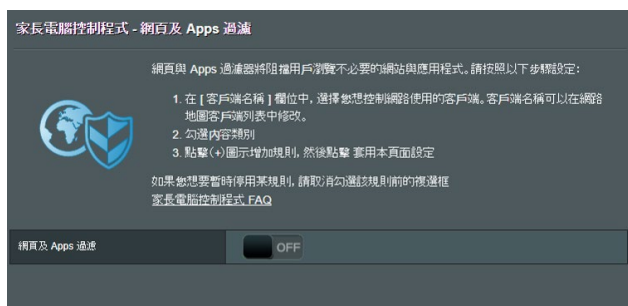 家長電腦控制程式 - 網頁及 Apps 過濾
網頁與 Apps 過濾器將阻擋用戶瀏覽不必要的網站與應用程式。請按照以下步驟設定：
1. 在 [ 客戶端名稱 ] 欄位中, 選擇您想控制網路使用的客戶端。客戶端名稱可以在網路
地圖客戶端列表中修改。
2. 勾選內容類別
3. 點擊(+)圖示增加規則, 然後點擊 套用本頁面設定
如果您想要暫時停用某規則, 請取消勾選該規則前的複選框
家長電腦控制程式 FAQ
網頁及 Apps 過濾
OFF